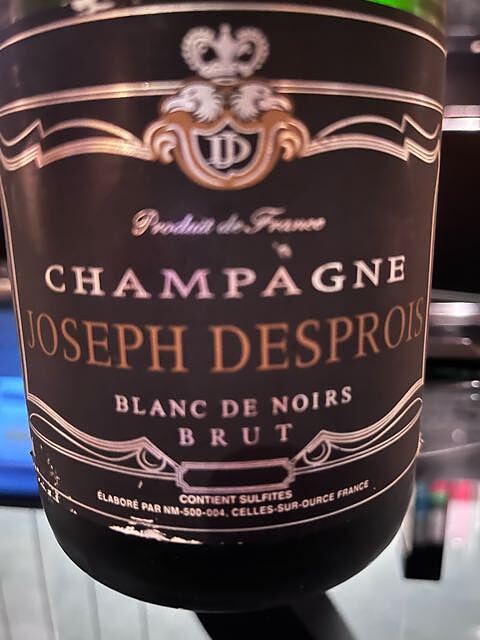 Produit de France
CHAMPAGNE
JOSEPH DESPROIS
BLANC DE NOIRS
BRUT
CONTIENT SULFITES
ÉLABORÉ PAR NM-500-004, CELLES-SUR-OURCE FRANCE